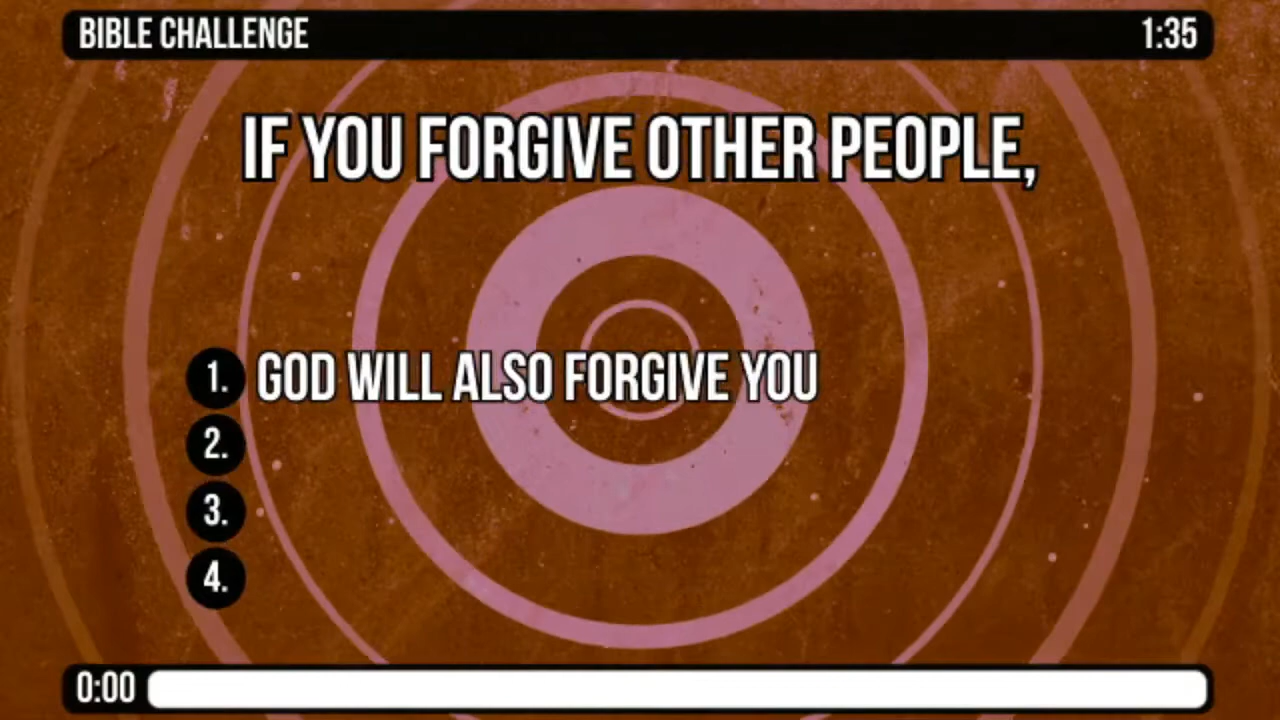 BIBLE CHALLENGE
1:35
IF YOU FORGIVE OTHER PEOPLE,
1. GOD WILL ALSO FORGIVE YOU
2.
3.
4.
0:00